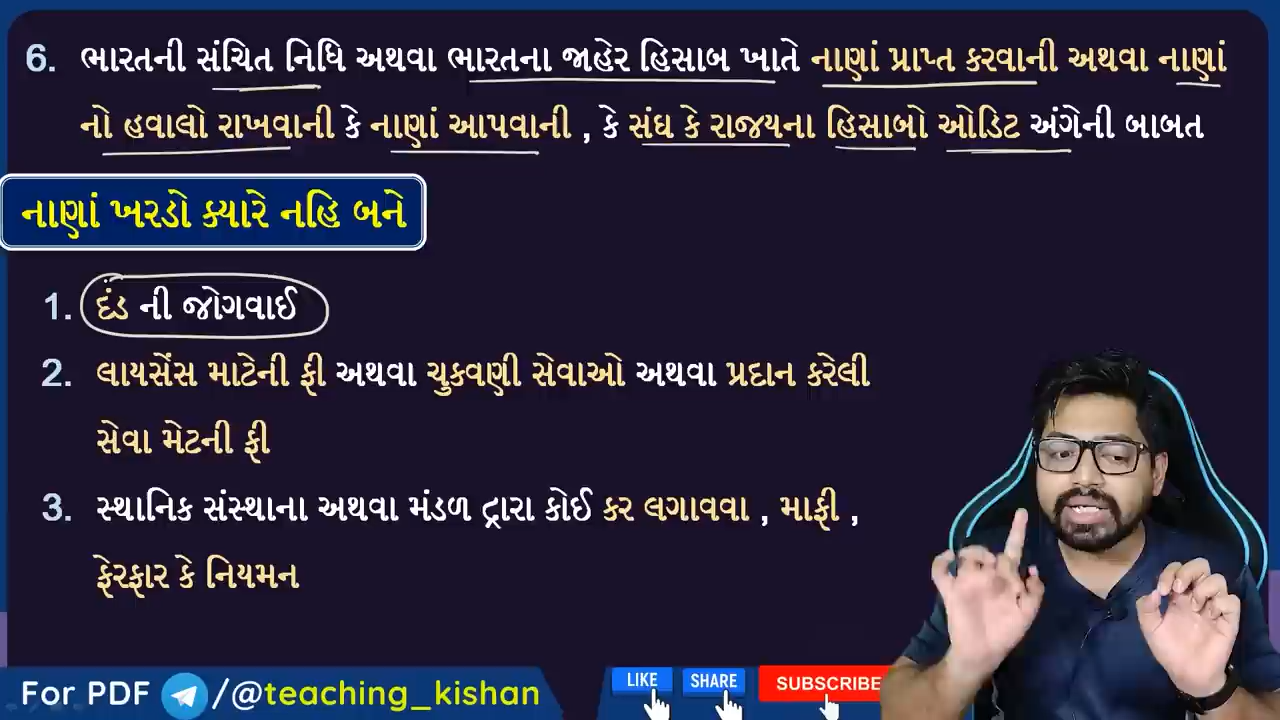 6. ભારતની સંચિત નિધિ અથવા ભારતના જાહેર હિસાબ ખાતે નાણાં પ્રાપ્ત કરવાની અથવા નાણાં
નો હવાલો રાખવાની કે નાણાં આપવાની , કે સંઘ કે રાજયના હિસાબો ઓડિટ અંગેની બાબત
નાણાં ખરડો ક્યારે નહિ બને
1. દંડ ની જોગવાઈ
2. લાયસેંસ માટેની ફી અથવા ચુકવણી સેવાઓ અથવા પ્રદાન કરેલી
સેવા મેટની ફી
3. સ્થાનિક સંસ્થાના અથવા મંડળ દ્રારા કોઈ કર લગાવવા , માફી ,
ફેરફાર કે નિયમન
For PDF /@teaching_kishan
LIKE SHARE SUBSCRIBE